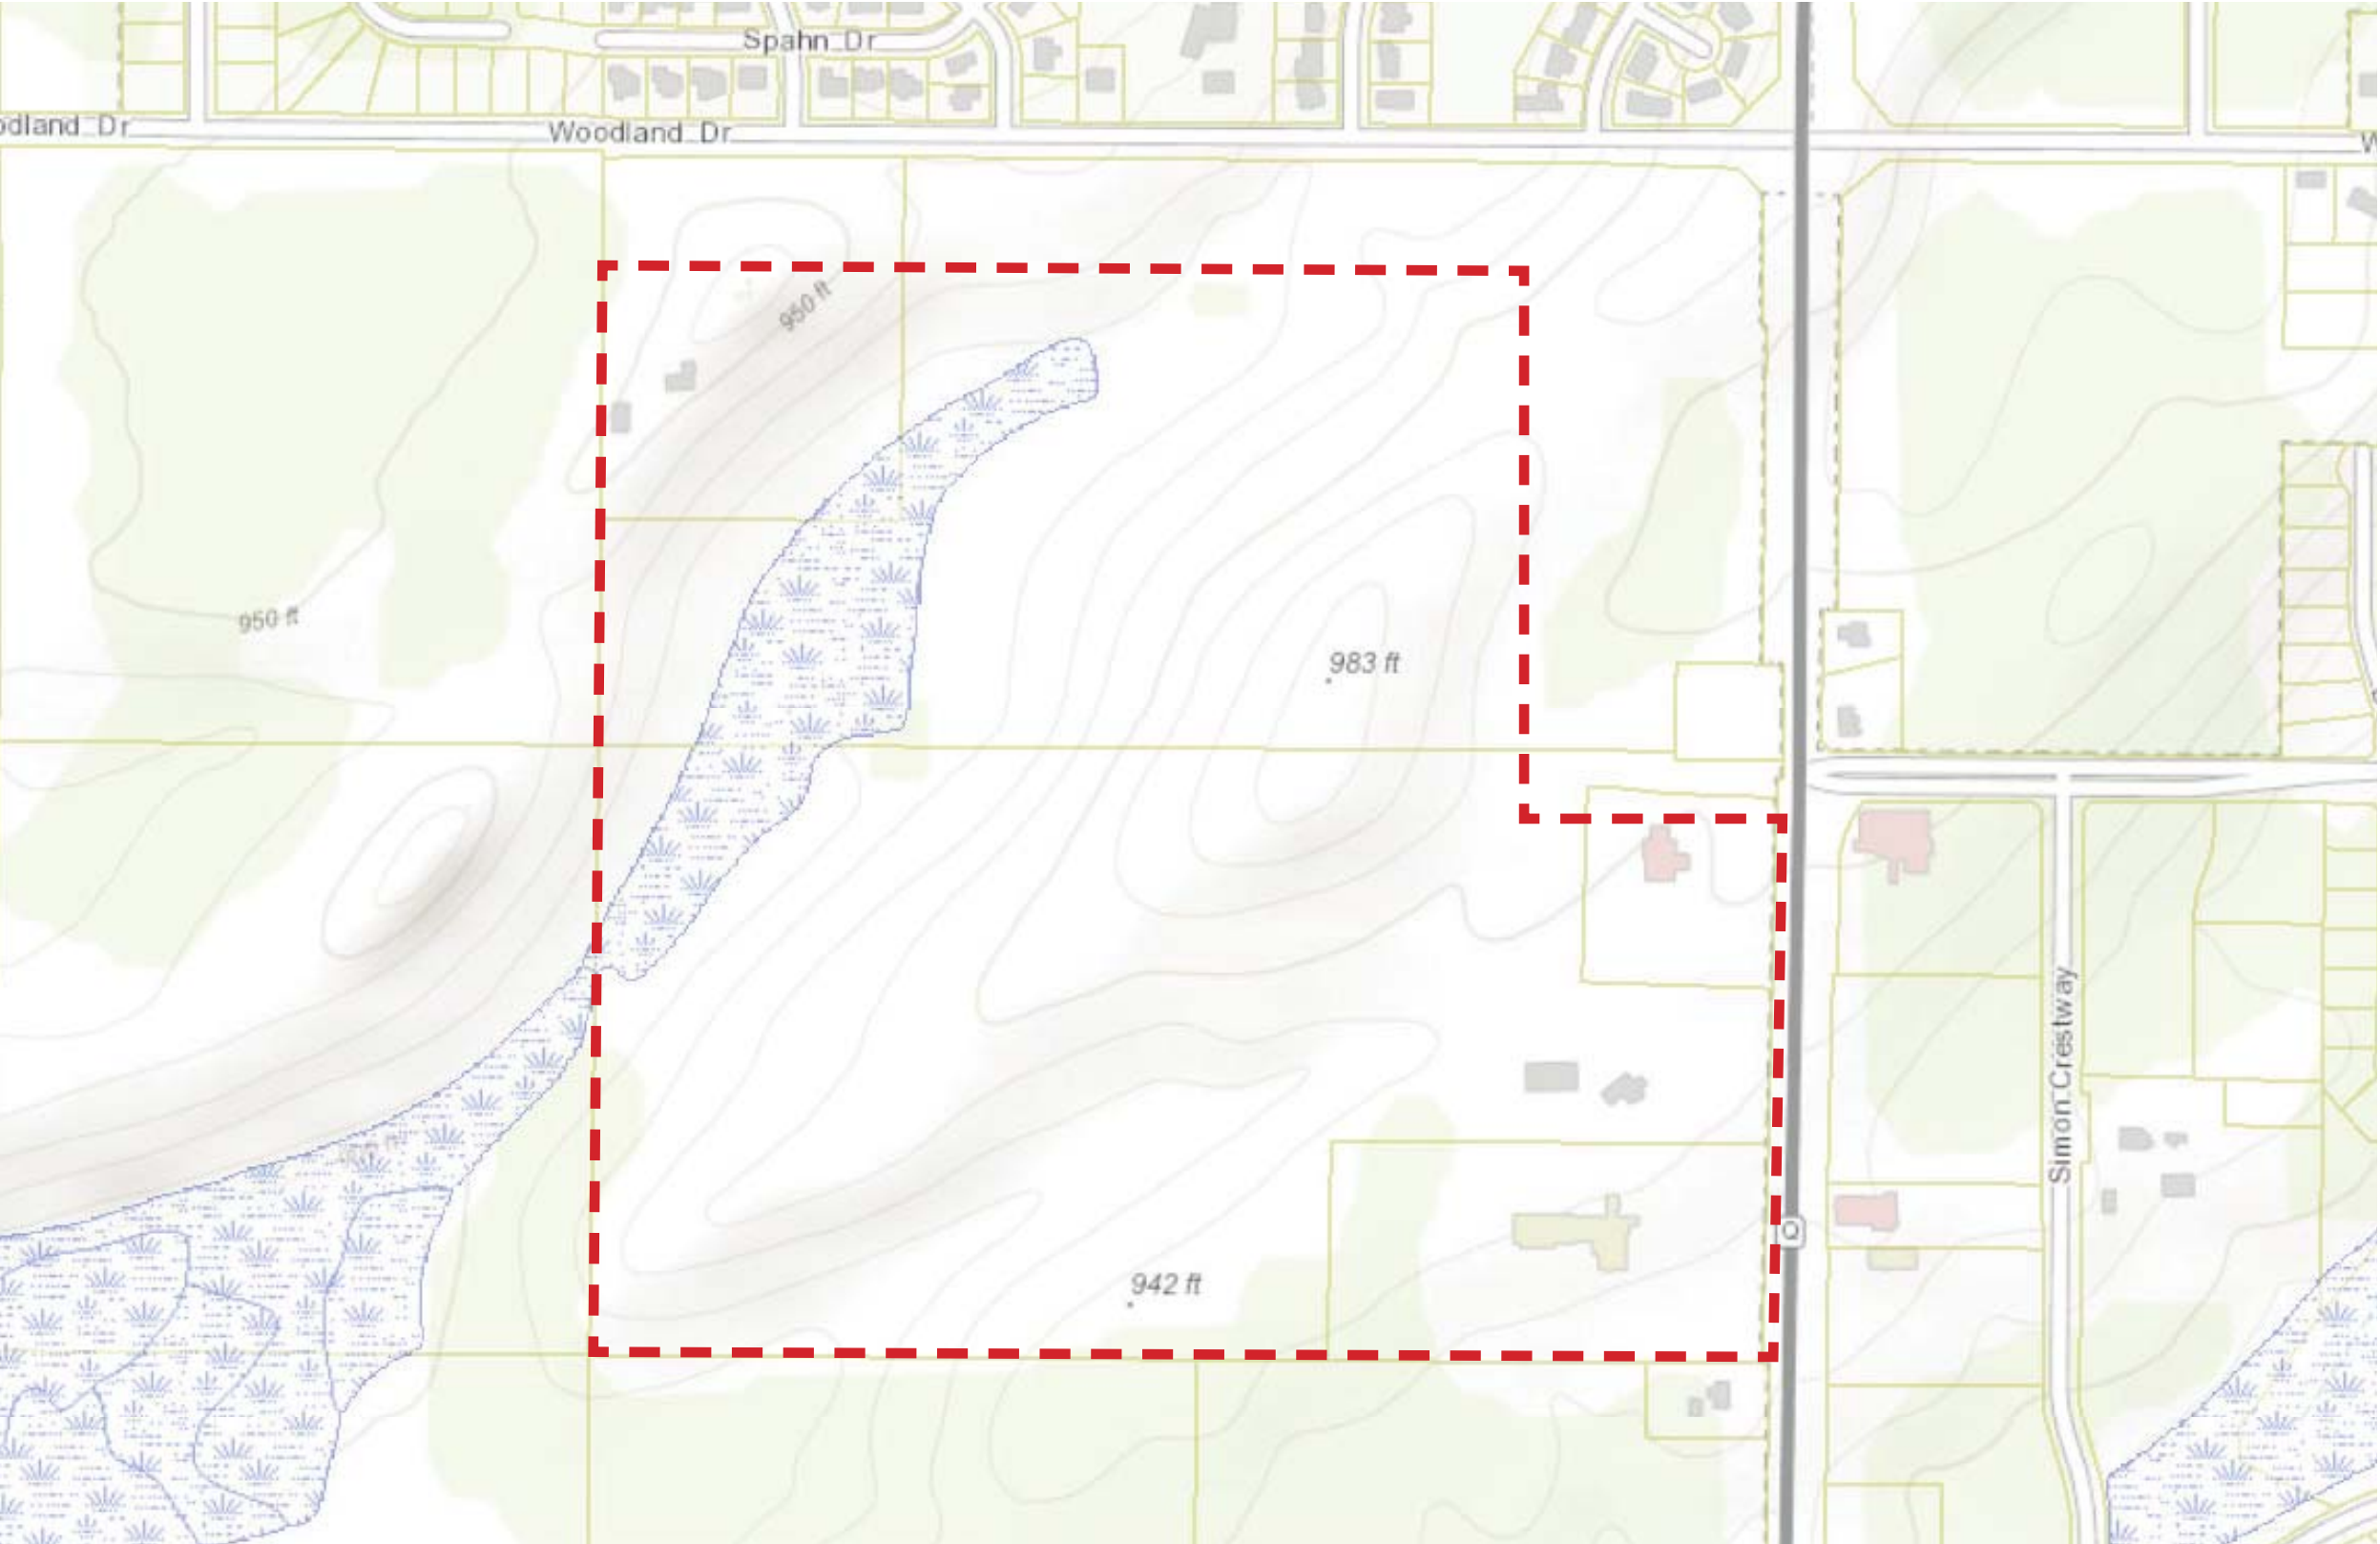 Spahn Dr
odland Dr
Woodland Dr
W
950 ft
950 ft
983 ft
Simon Crestway
Q
942 ft